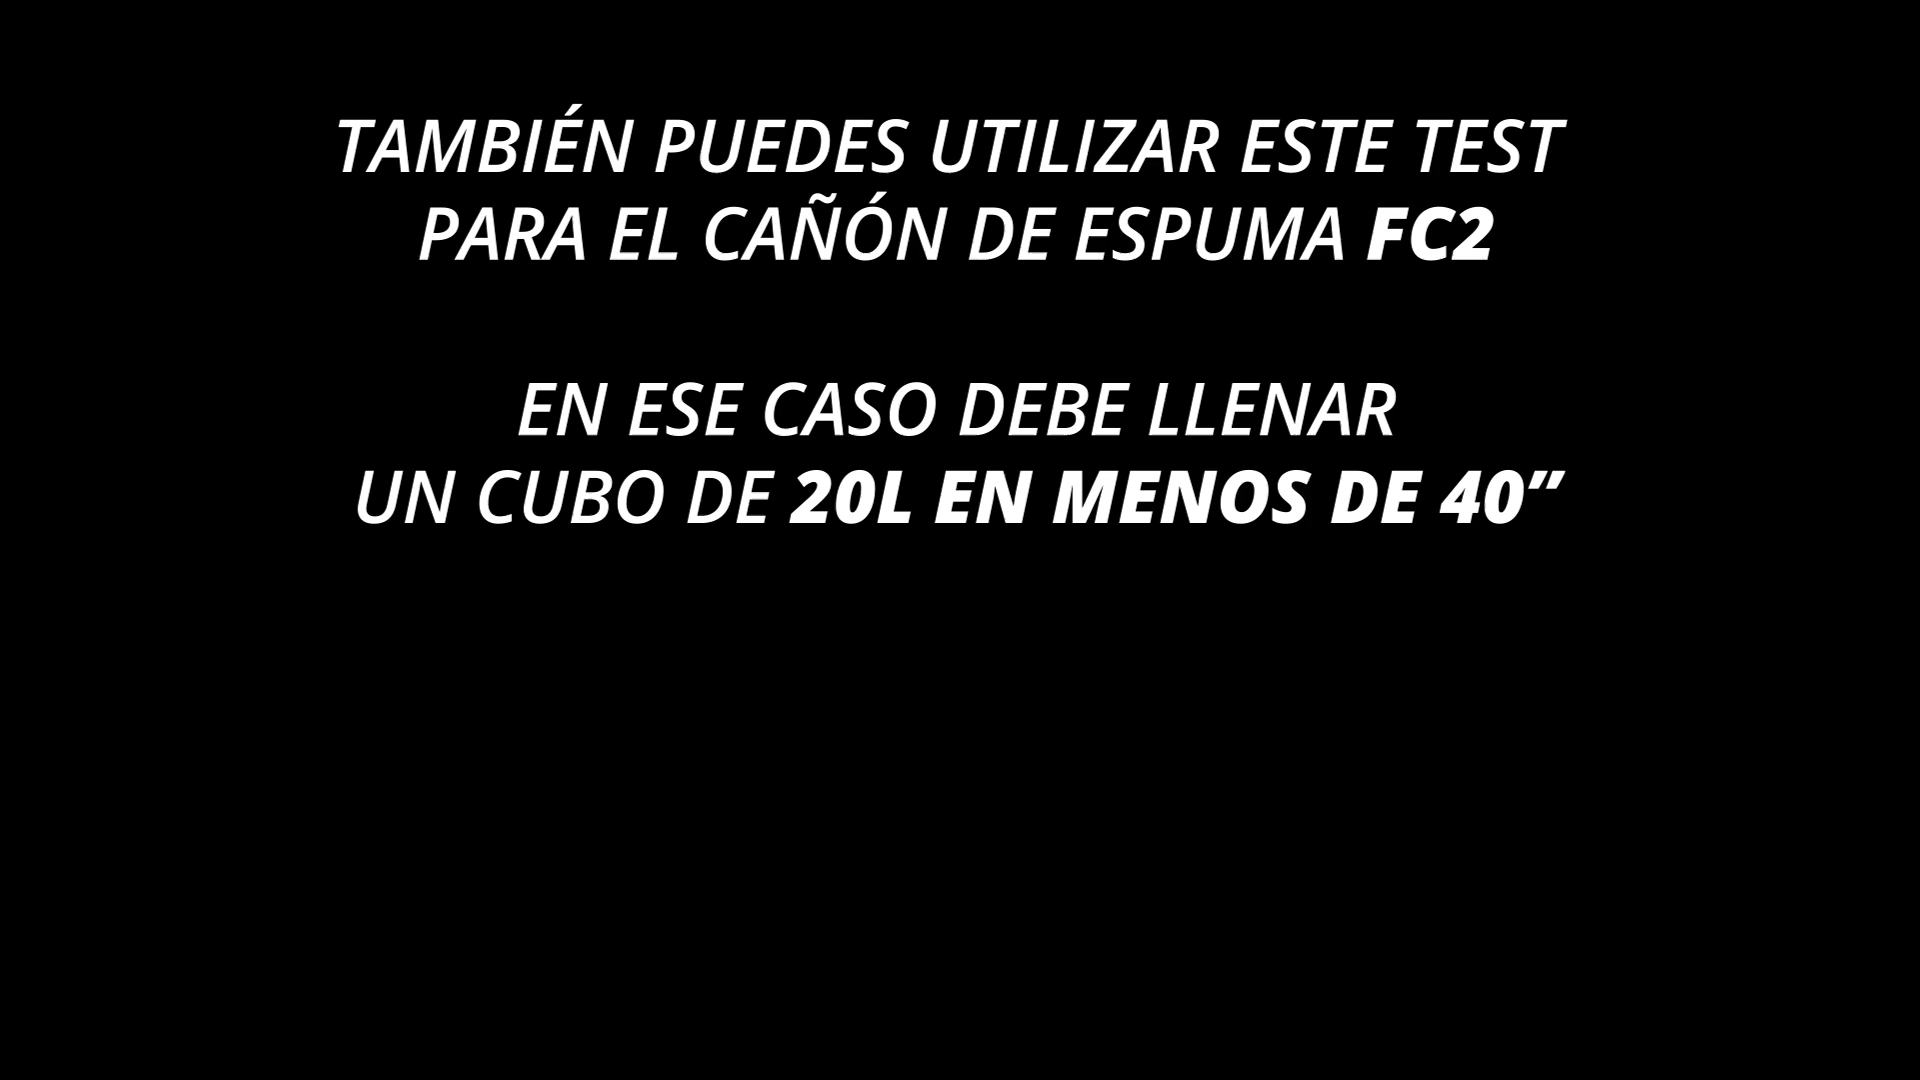 TAMBIÉN PUEDES UTILIZAR ESTE TEST
PARA EL CAÑÓN DE ESPUMA FC2
EN ESE CASO DEBE LLENAR
UN CUBO DE 20L EN MENOS DE 40”